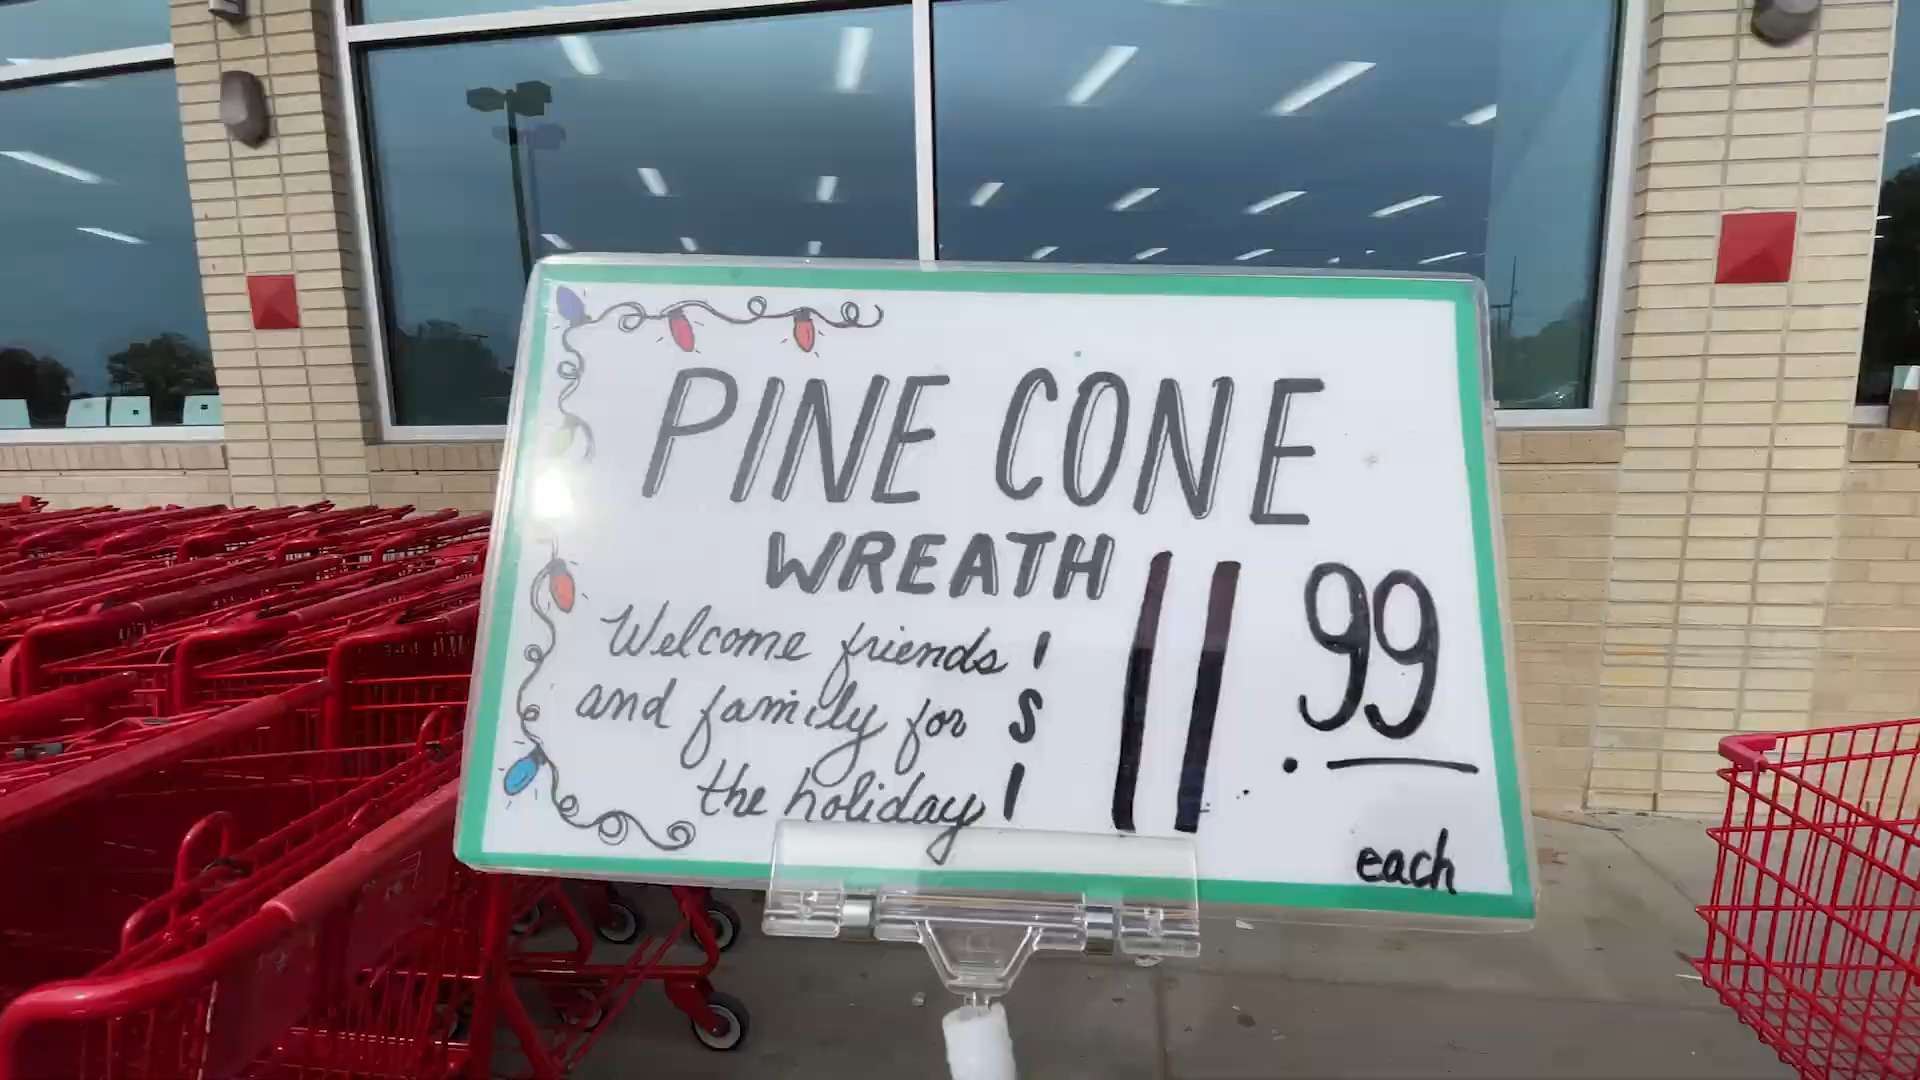 PINE CONE
WREATH
Welcome friends
and family for
the holiday
$ 11.99
each